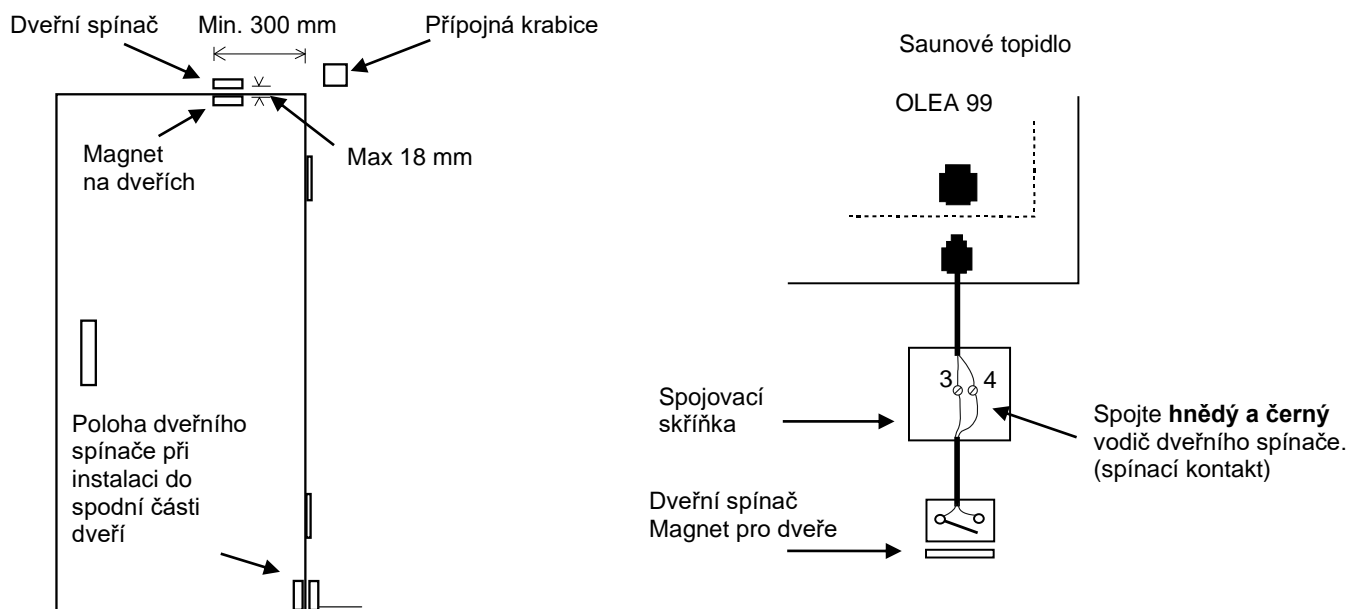 Dveřní spínač
Min. 300 mm
Přípojná krabice
Magnet
na dveřích
Max 18 mm
Poloha dveřního
spínače při
instalaci do
spodní části
dveří
Saunové topidlo
OLEA 99
3 4
Spojovací
skříňka
Spojte hnědý a černý
vodič dveřního spínače.
(spínací kontakt)
Dveřní spínač
Magnet pro dveře